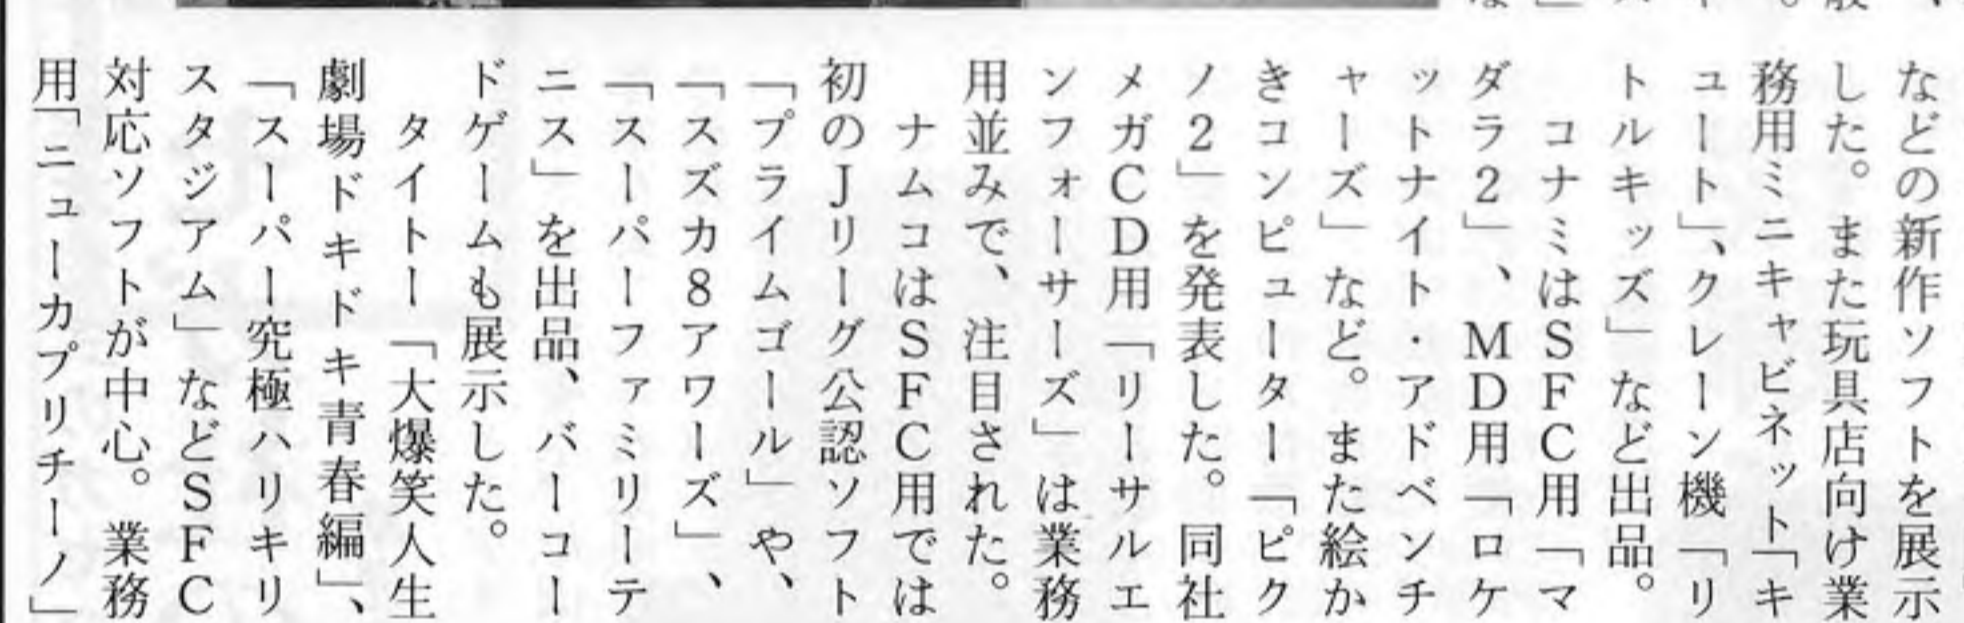 などの新作ソフトを展示
した。また玩具店向け業
務用ミニキャビネット「キ
ュート」、クレーン機「リ
トルキッズ」など出品。
コナミはSFC用「マ
ダラ2」、MD用「ロケ
ットナイト・アドベンチ
ャーズ」など。また絵か
きコンピューター「ピク
ノ2」を発表した。同社
メガCD用「リーサルエ
ンフォーサーズ」は業務
用並みで、注目された。
ナムコはSFC用では
初のJリーグ公認ソフト
「プライムゴール」や、
「スズカ8アワーズ」、
「スーパーファミリーテ
ニス」を出品、バーコー
ドゲームも展示した。
タイトー「大爆笑人生
劇場ドキドキ青春編」、
「スーパー究極ハリキリ
スタジアム」などSFC
対応ソフトが中心。業務
用「ニューカプリチーノ」